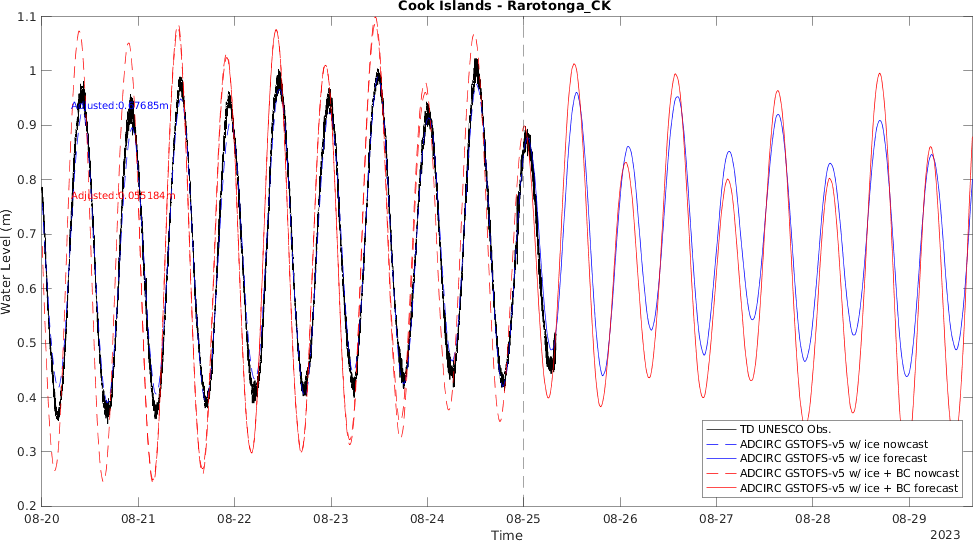 Cook Islands - Rarotonga_CK
Water Level (m)
1.1
1
0.9
0.8
0.7
0.6
0.5
0.4
0.3
0.2
Adjusted:0.055184m
TD UNESCO Obs.
ADCIRC GSTOFS-v5 w/ ice nowcast
ADCIRC GSTOFS-v5 w/ ice forecast
ADCIRC GSTOFS-v5 w/ ice + BC nowcast
ADCIRC GSTOFS-v5 w/ ice + BC forecast
08-20 08-21 08-22 08-23 08-24 08-25 08-26 08-27 08-28 08-29
Time
2023